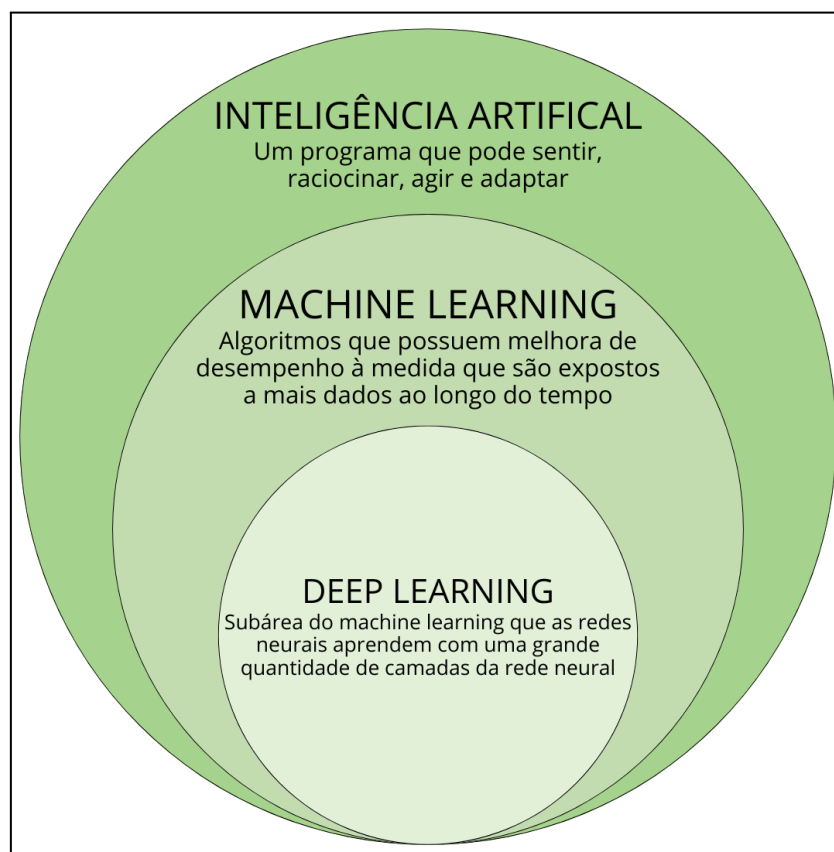 INTELIGÊNCIA ARTIFICAL
Um programa que pode sentir,
raciocinar, agir e adaptar
MACHINE LEARNING
Algoritmos que possuem melhora de
desempenho à medida que são expostos
a mais dados ao longo do tempo
DEEP LEARNING
Subárea do machine learning que as redes
neurais aprendem com uma grande
quantidade de camadas da rede neural